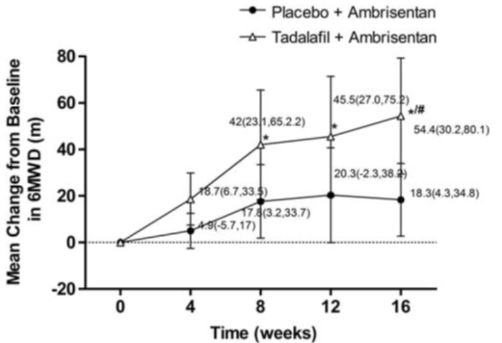 Placebo + Ambrisentan
Tadalafil + Ambrisentan
Mean Change from Baseline
in 6MWD (m)
80
60
40
20
0
-20
45.5(27.0,75.2)
*/#
42(23.1,65.2.2)
*
*
54.4(30.2,80.1)
20.3(-2.3,38.2)
18.7(6.7,33.5)
18.3(4.3,34.8)
17.8(3.2,33.7)
4.9(-5.7,17)
0 4 8 12 16
Time (weeks)